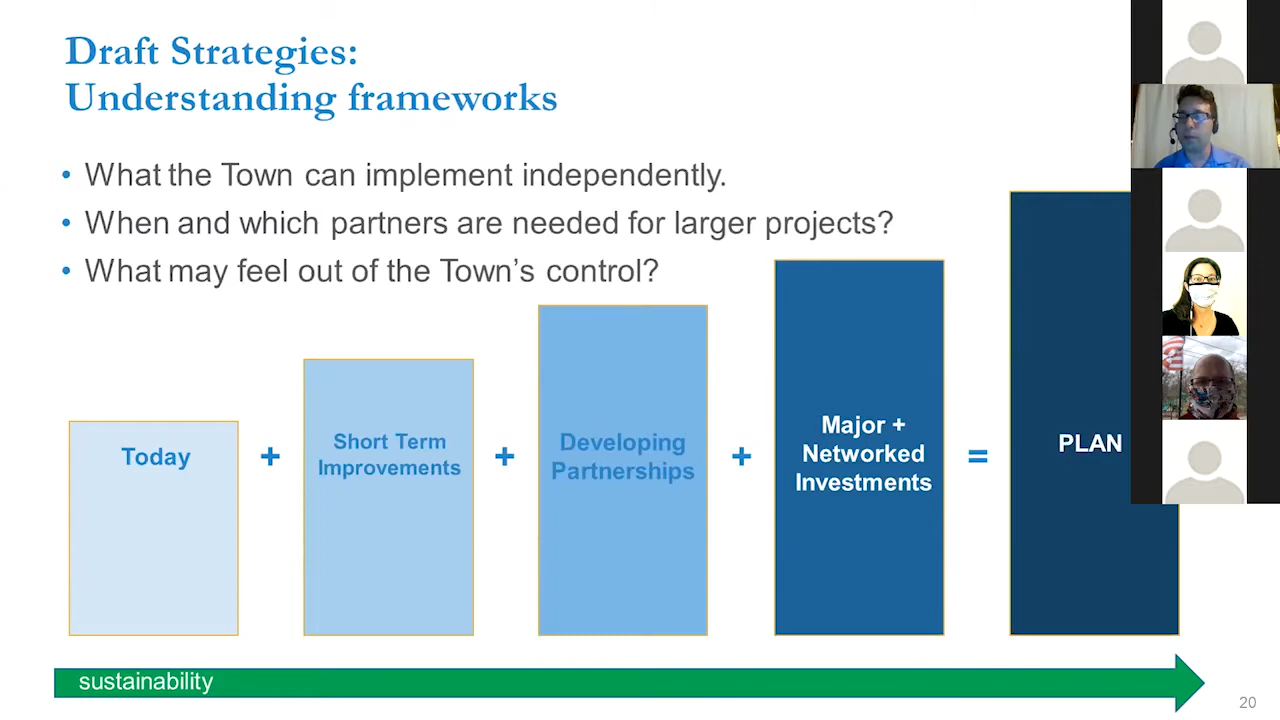 Draft Strategies:
Understanding frameworks
• What the Town can implement independently.
• When and which partners are needed for larger projects?
• What may feel out of the Town's control?
Today
+
Short Term
Improvements
+
Developing
Partnerships
+
Major +
Networked
Investments
=
PLAN
sustainability
20